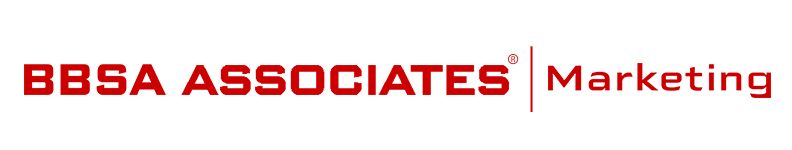 BBSA ASSOCIATES® | Marketing